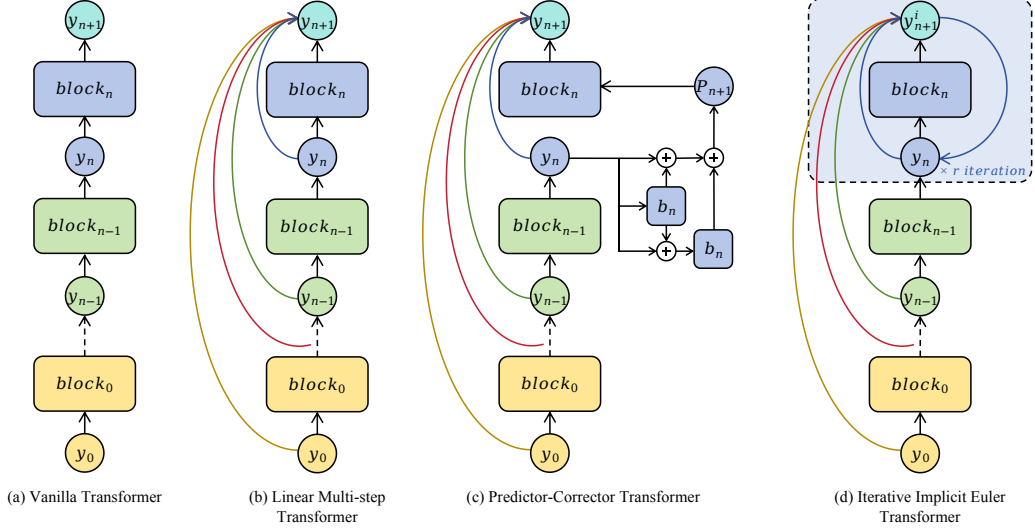 y_{n+1}
block_n
y_n
block_{n-1}
y_{n-1}
block_0
y_0
(a) Vanilla Transformer
y_{n+1}
block_n
y_n
block_{n-1}
y_{n-1}
block_0
y_0
(b) Linear Multi-step
Transformer
y_{n+1}
block_n
P_{n+1}
y_n
+
+
b_n
block_{n-1}
+
b_n
y_{n-1}
block_0
y_0
(c) Predictor-Corrector Transformer
y^i_{n+1}
block_n
y_n
× r iteration
block_{n-1}
y_{n-1}
block_0
y_0
(d) Iterative Implicit Euler
Transformer